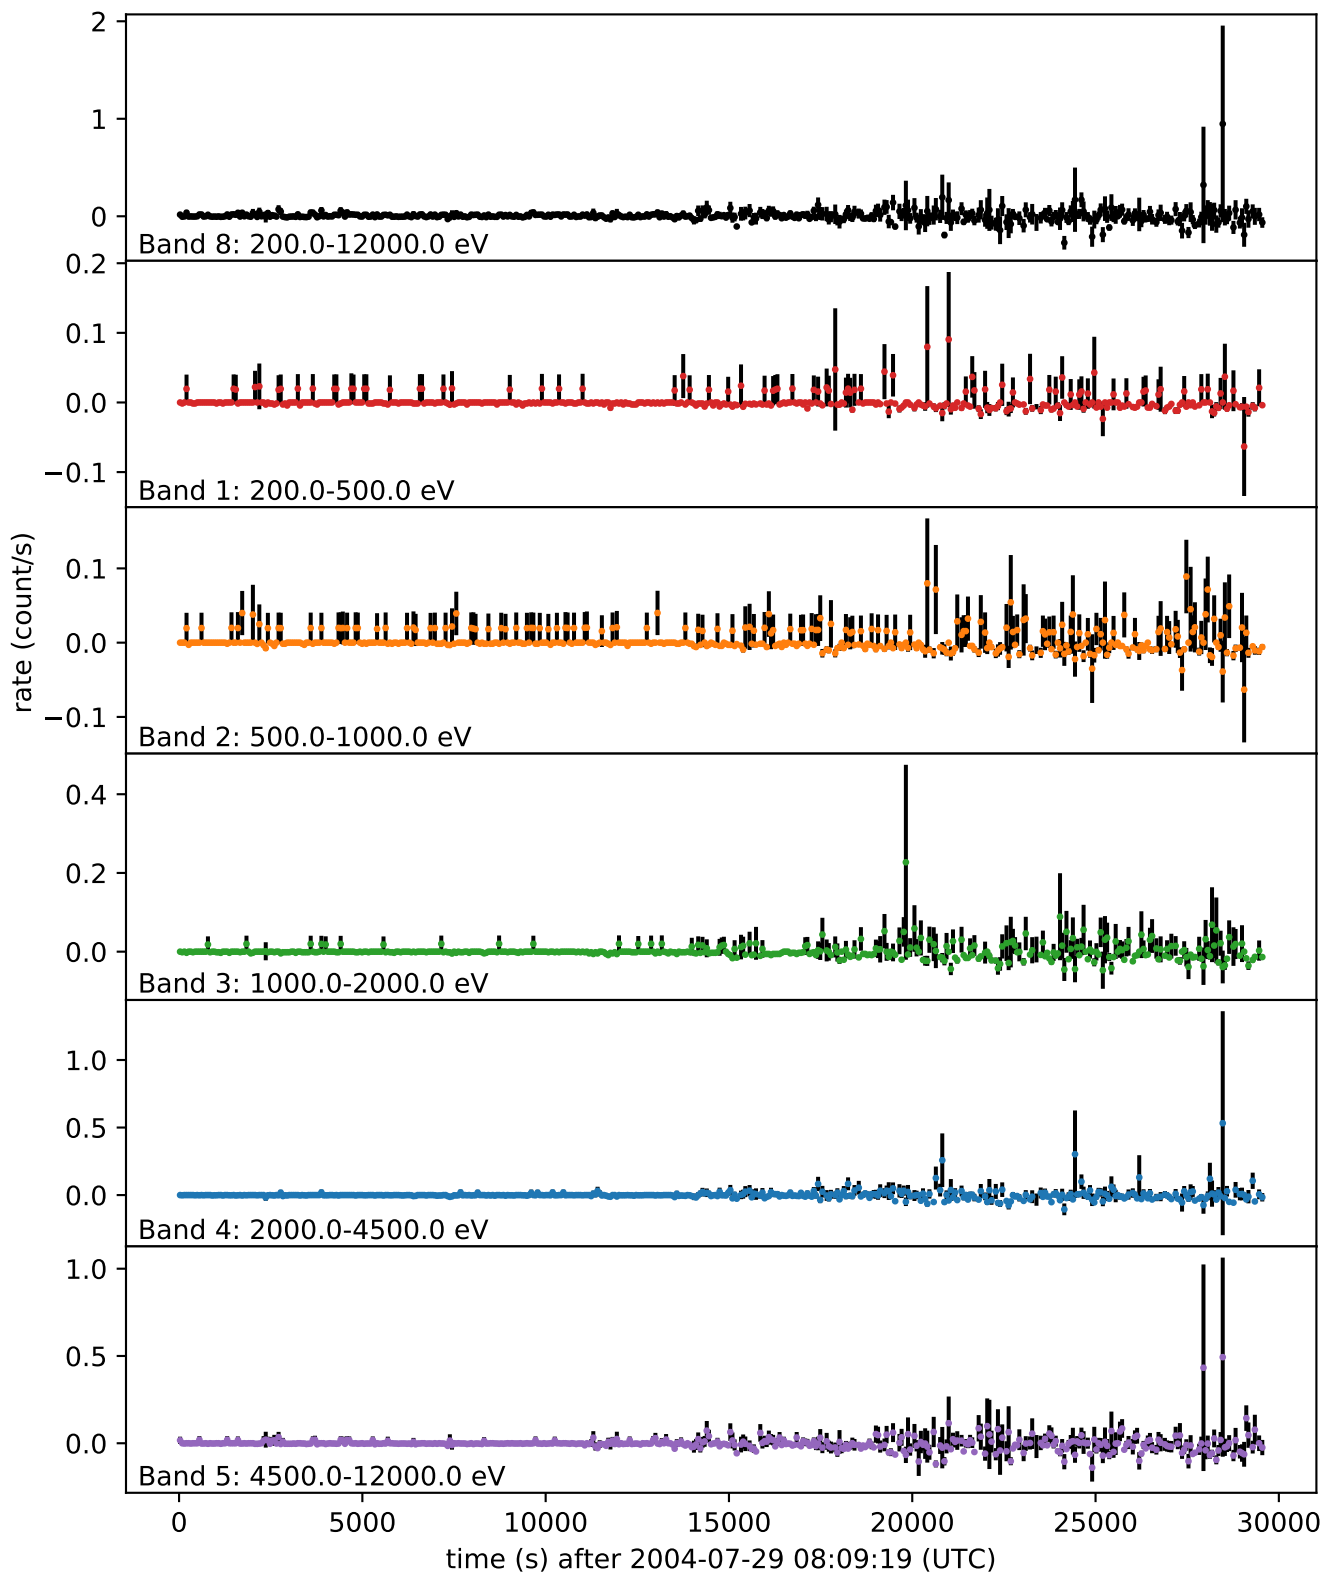 2
1
0
Band 8: 200.0-12000.0 eV
0.2
0.1
0.0
−0.1
Band 1: 200.0-500.0 eV
rate (count/s)
0.1
0.0
−0.1
Band 2: 500.0-1000.0 eV
0.4
0.2
0.0
Band 3: 1000.0-2000.0 eV
1.0
0.5
0.0
Band 4: 2000.0-4500.0 eV
1.0
0.5
0.0
Band 5: 4500.0-12000.0 eV
0 5000 10000 15000 20000 25000 30000
time (s) after 2004-07-29 08:09:19 (UTC)